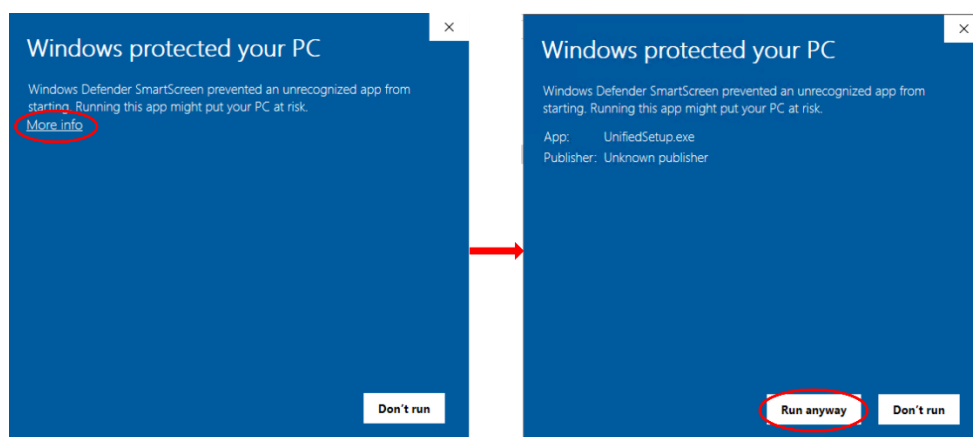 Windows protected your PC
Windows Defender SmartScreen prevented an unrecognized app from
starting. Running this app might put your PC at risk.
More info
Don't run
Windows protected your PC
Windows Defender SmartScreen prevented an unrecognized app from
starting. Running this app might put your PC at risk.
App: UnifiedSetup.exe
Publisher: Unknown publisher
Run anyway Don't run